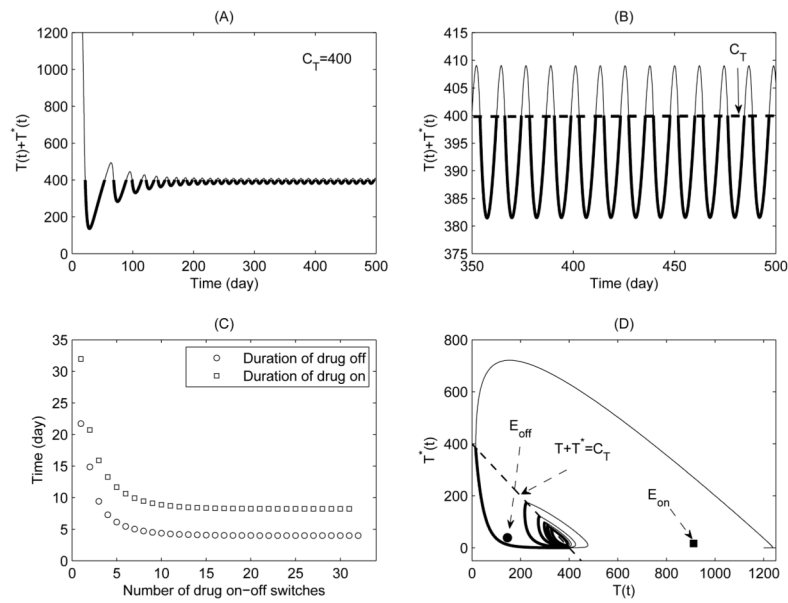 (A)
1200
1000
800
600
400
200
0
T(t)+T*(t)
C_T=400
0 100 200 300 400 500
Time (day)
(B)
415
410
405
400
395
390
385
380
375
T(t)+T*(t)
C_T
350 400 450 500
Time (day)
(C)
35
30
25
20
15
10
5
0
Time (day)
Duration of drug off
Duration of drug on
0 5 10 15 20 25 30
Number of drug on−off switches
(D)
800
600
400
200
0
T*(t)
E_off
T+T*=C_T
E_on
0 200 400 600 800 1000 1200
T(t)